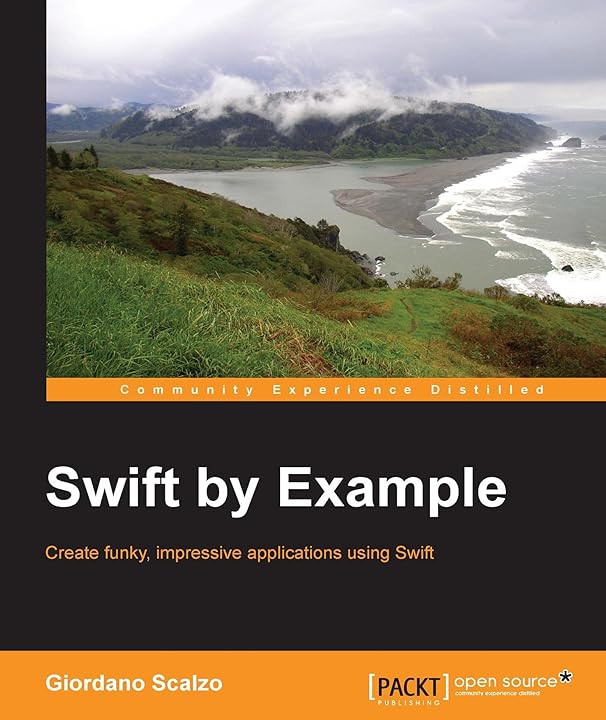 Community Experience Distilled
Swift by Example
Create funky, impressive applications using Swift
Giordano Scalzo
[PACKT]
PUBLISHING
open source*
community experience distilled